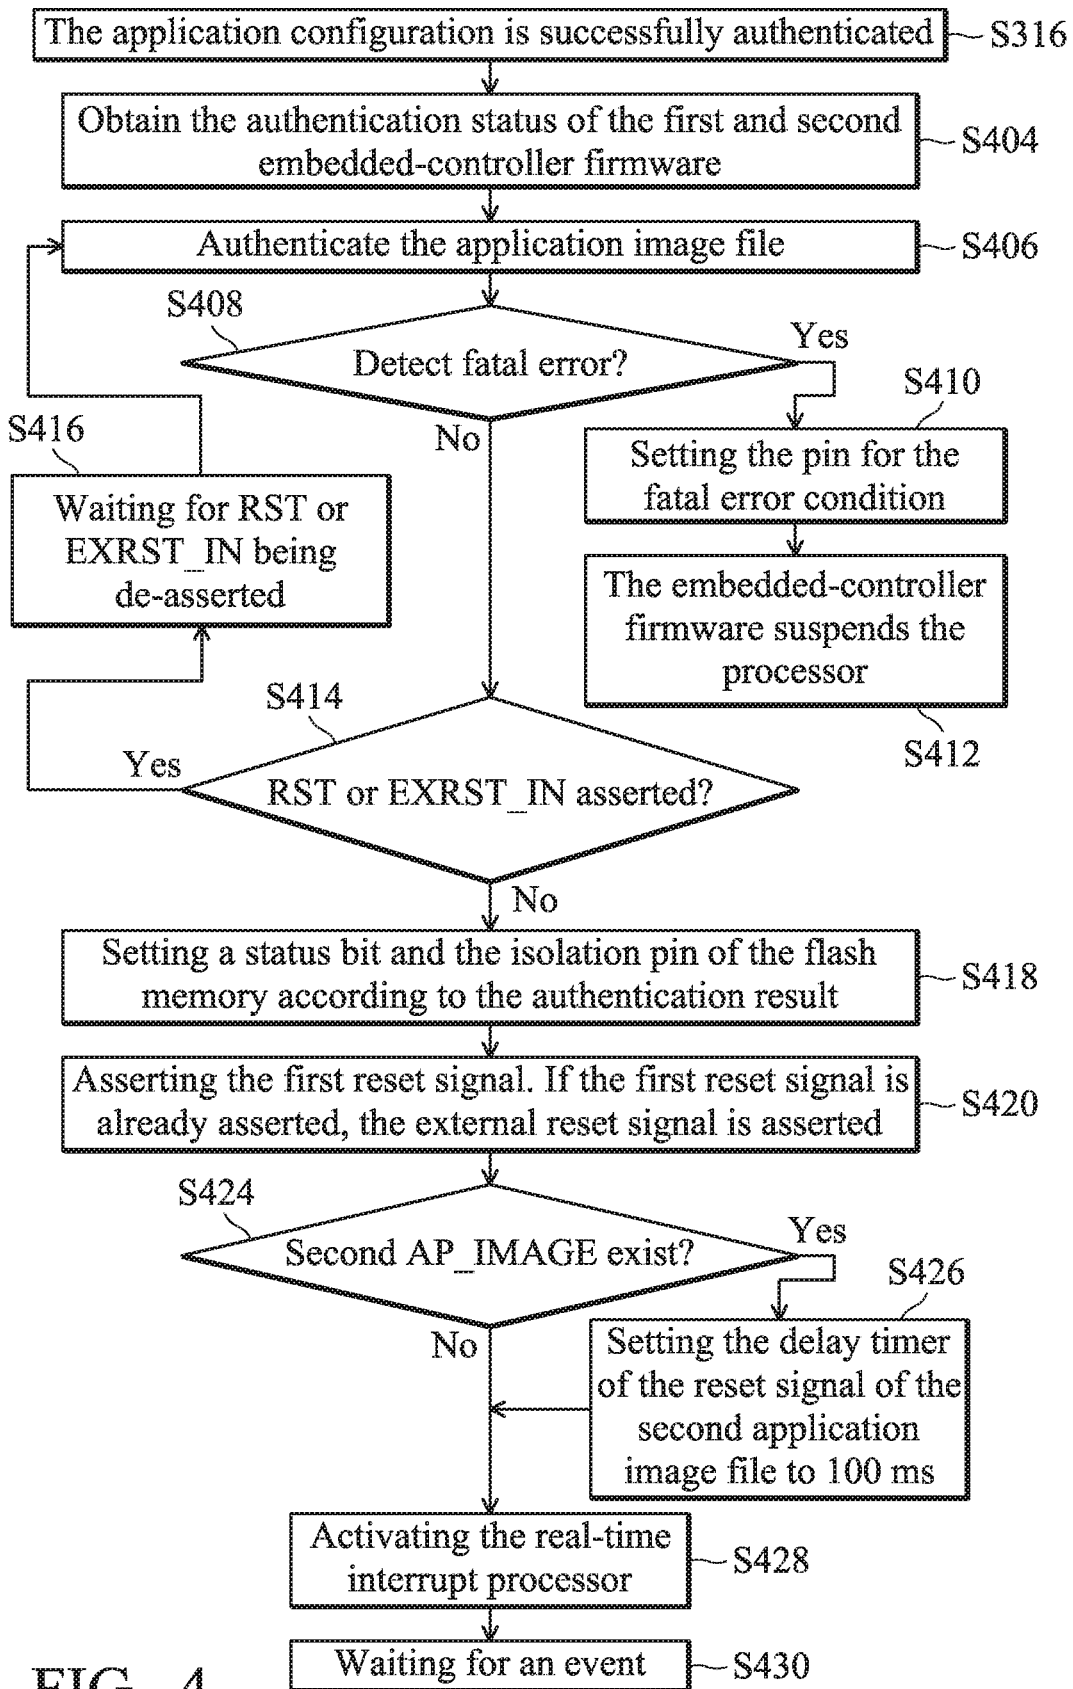 The application configuration is successfully authenticated
S316
Obtain the authentication status of the first and second
embedded-controller firmware
S404
Authenticate the application image file
S406
S408
Detect fatal error?
Yes
No
S410
Setting the pin for the
fatal error condition
S416
Waiting for RST or
EXRST_IN being
de-asserted
The embedded-controller
firmware suspends the
processor
S412
S414
Yes
RST or EXRST_IN asserted?
No
Setting a status bit and the isolation pin of the flash
memory according to the authentication result
S418
Asserting the first reset signal. If the first reset signal is
already asserted, the external reset signal is asserted
S420
S424
Second AP_IMAGE exist?
Yes
No
S426
Setting the delay timer
of the reset signal of the
second application
image file to 100 ms
Activating the real-time
interrupt processor
S428
Waiting for an event
S430
FIG. 4